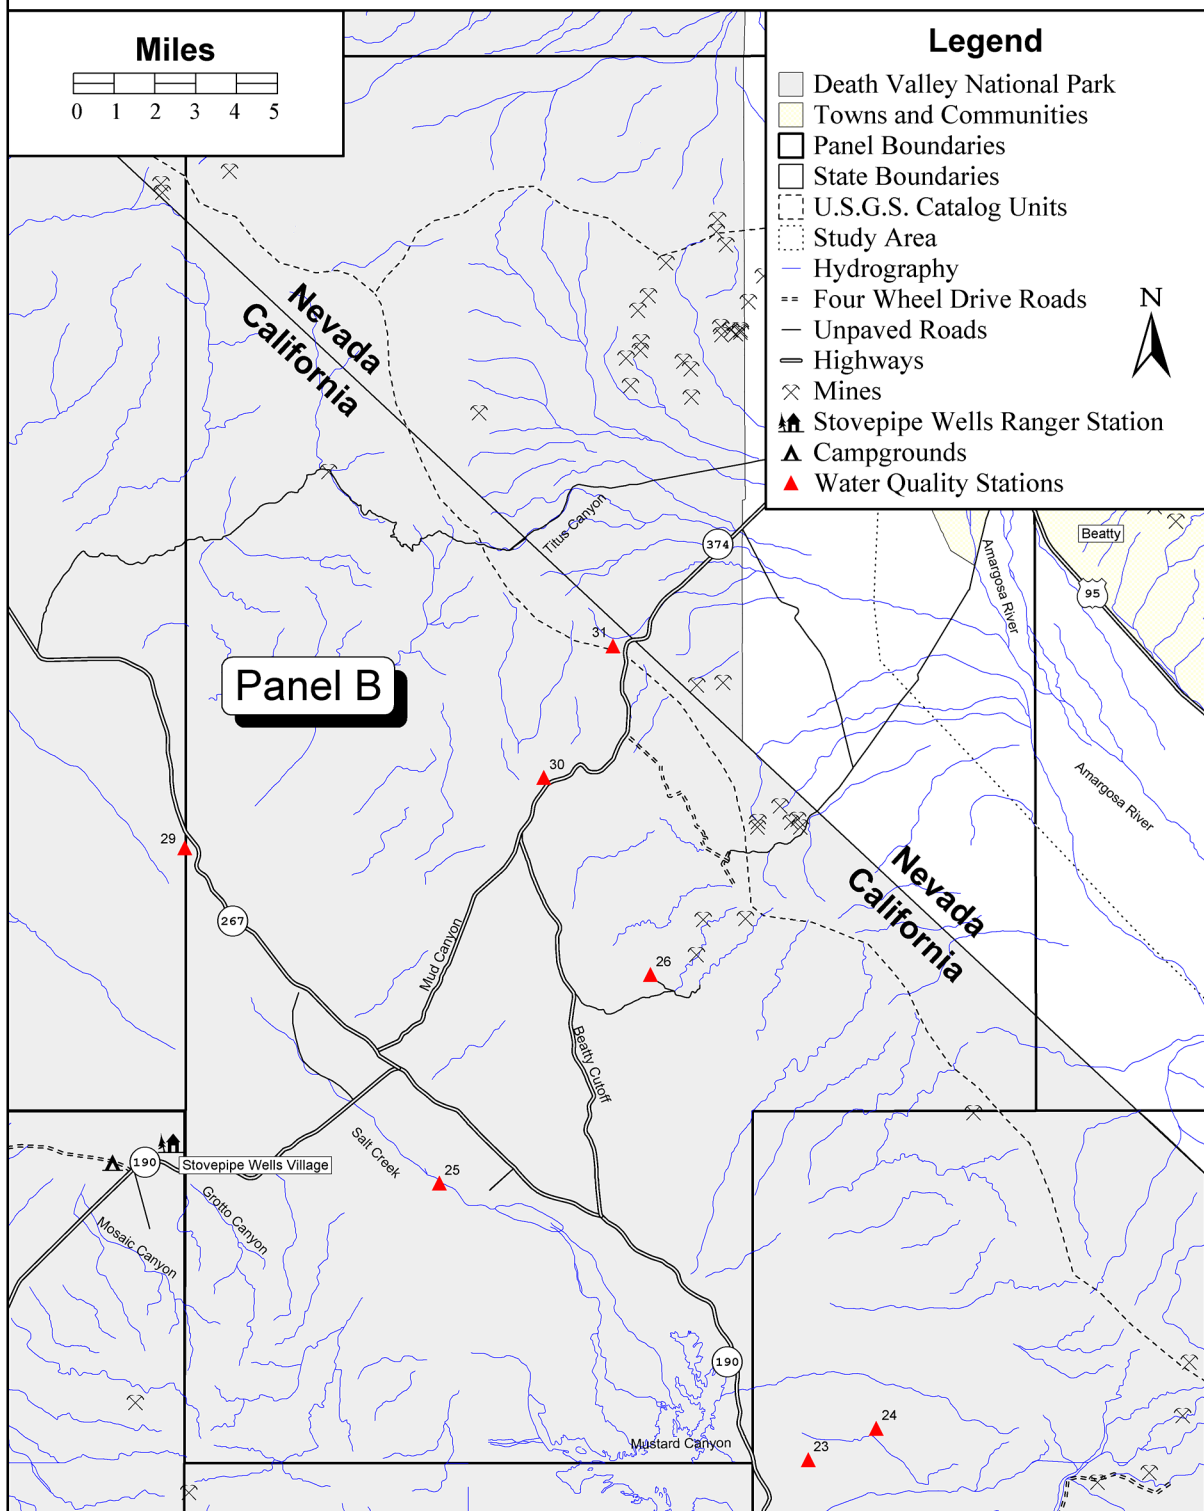 Miles
0 1 2 3 4 5
Legend
Death Valley National Park
Towns and Communities
Panel Boundaries
State Boundaries
U.S.G.S. Catalog Units
Study Area
Hydrography
Four Wheel Drive Roads
Unpaved Roads
Highways
Mines
Stovepipe Wells Ranger Station
Campgrounds
Water Quality Stations
N
Nevada
California
Titus Canyon
374
Beatty
95
Amargosa River
31
Panel B
30
Amargosa River
29
267
Nevada
California
Mud Canyon
26
Beatty Cutoff
Salt Creek
190
Stovepipe Wells Village
25
Grotto Canyon
Mosaic Canyon
190
24
23
Mustard Canyon